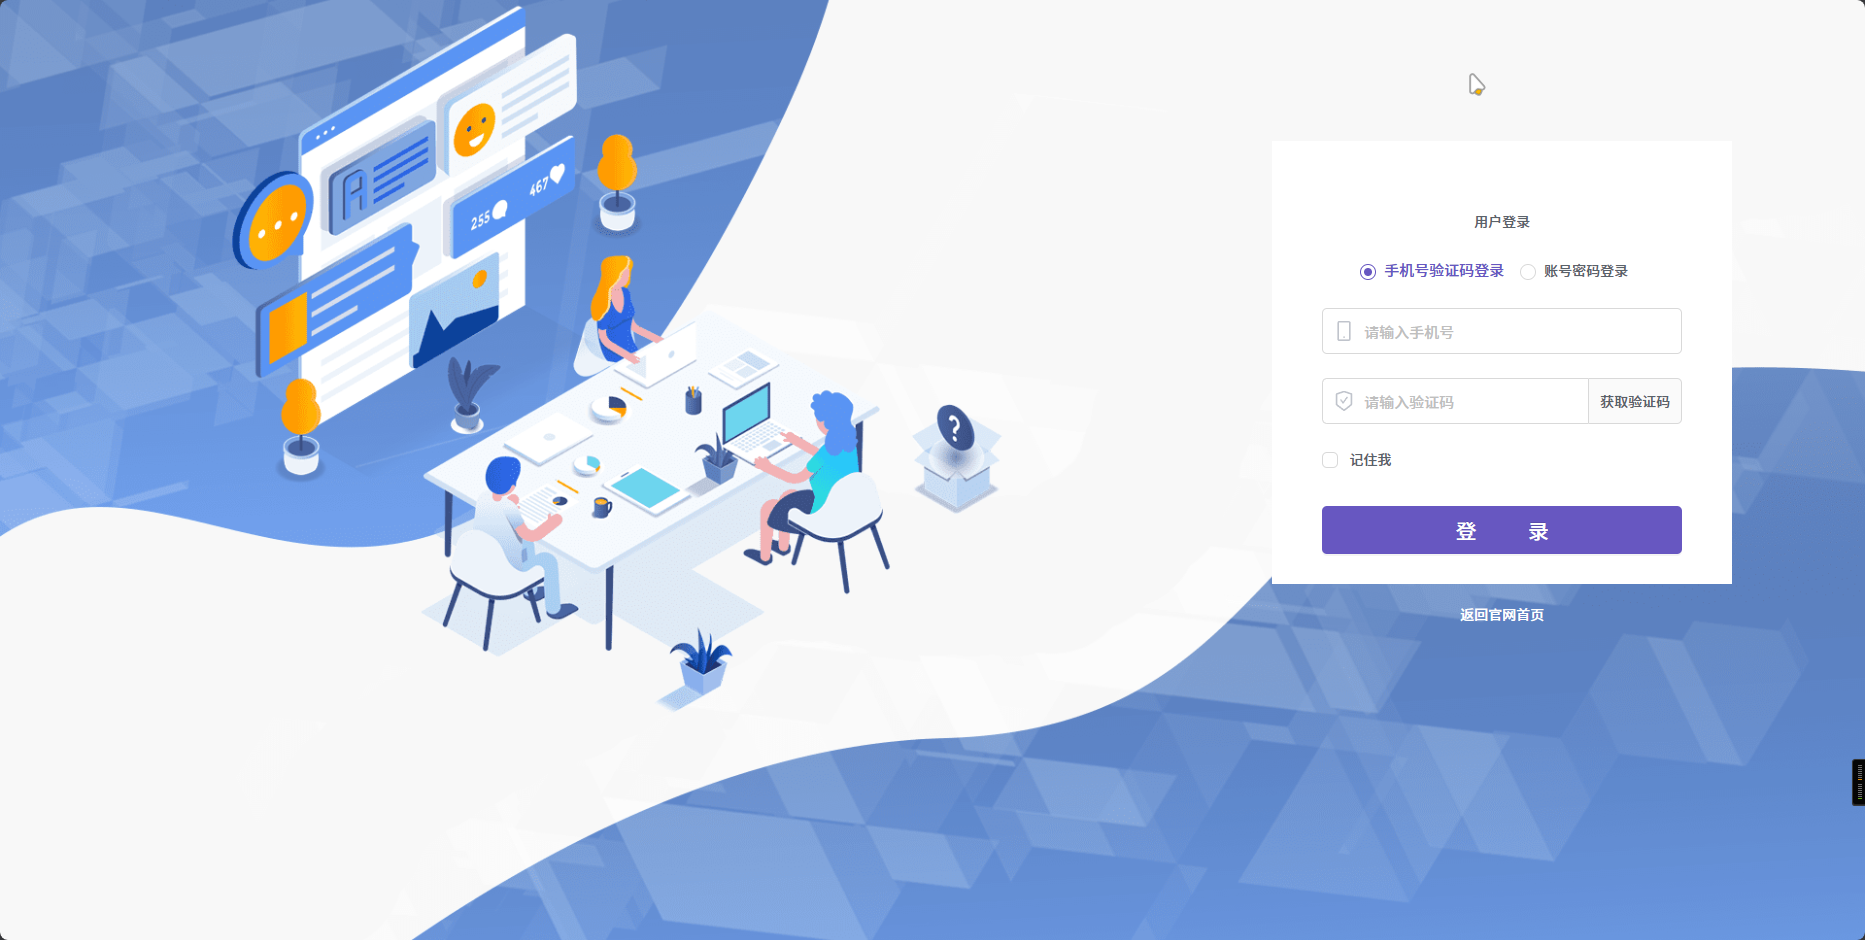 A
467
255
?
用户登录
手机号验证码登录 账号密码登录
请输入手机号
请输入验证码 获取验证码
记住我
登 录
返回官网首页